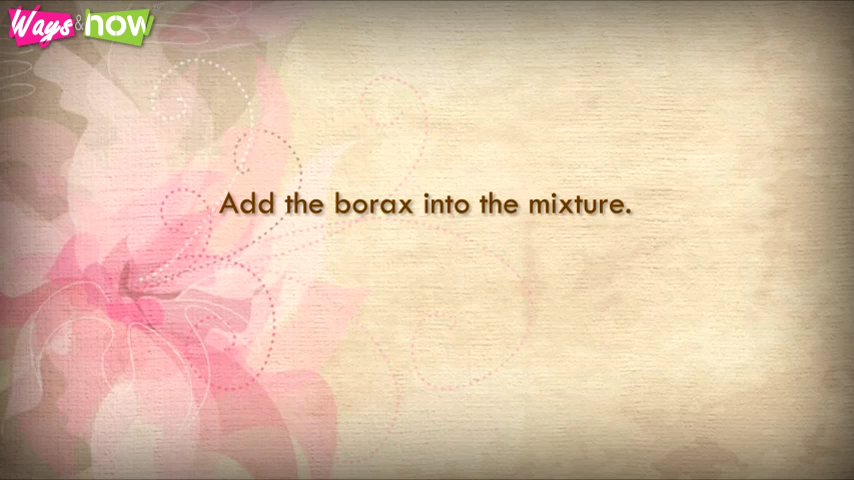 Ways & how
Add the borax into the mixture.